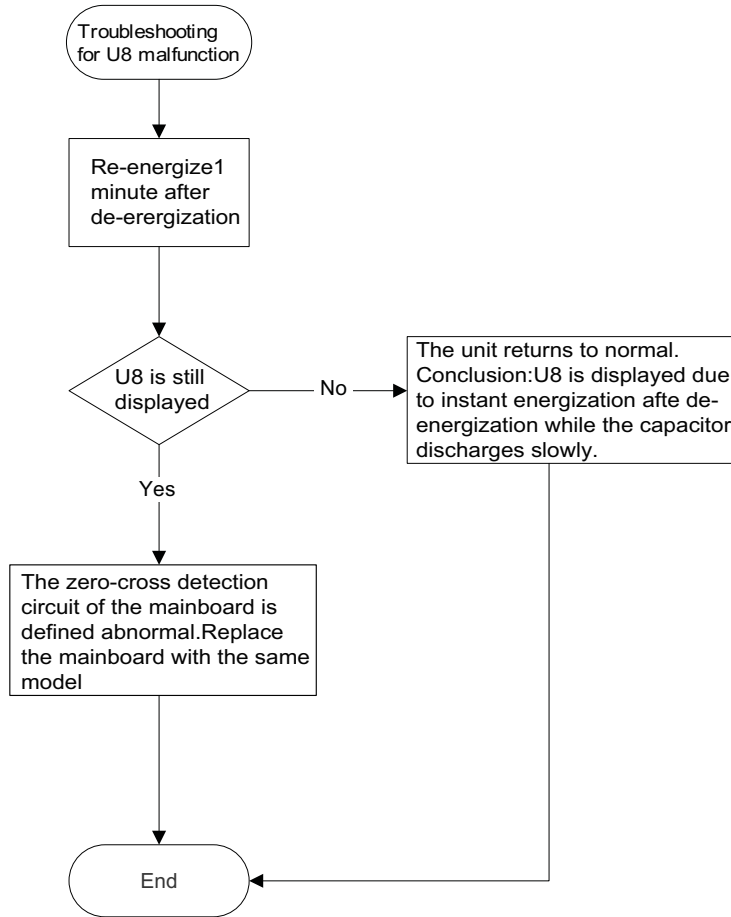 Troubleshooting
for U8 malfunction
Re-energize1
minute after
de-erergization
U8 is still
displayed
No
The unit returns to normal.
Conclusion:U8 is displayed due
to instant energization afte de-
energization while the capacitor
discharges slowly.
Yes
The zero-cross detection
circuit of the mainboard is
defined abnormal.Replace
the mainboard with the same
model
End